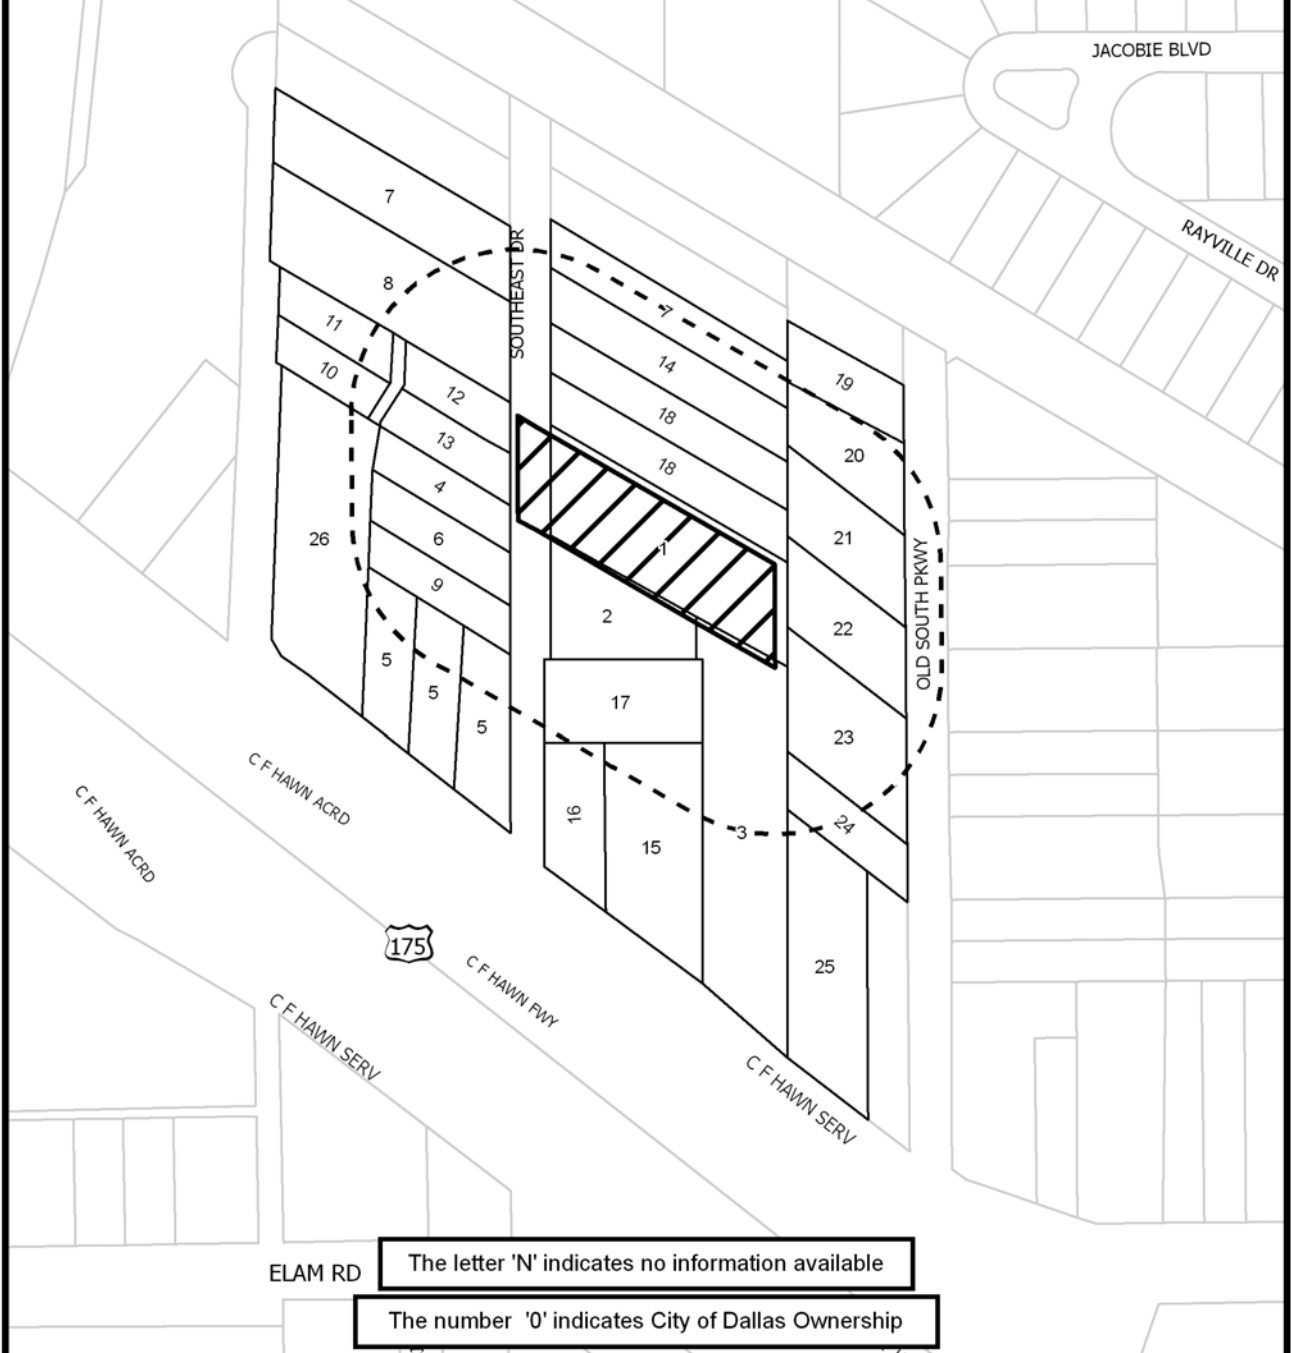 JACOBIE BLVD
RAYVILLE DR
7
SOUTHEAST DR
8
7
11
14
10
19
12
18
13
20
18
4
26
6
1
21
OLD SOUTH PKWY
9
2
22
5
5
17
5
23
C F HAWN ACRD
C F HAWN ACRD
16
3
24
15
175
C F HAWN FWY
25
C F HAWN SERV
C F HAWN SERV
The letter 'N' indicates no information available
ELAM RD
The number '0' indicates City of Dallas Ownership